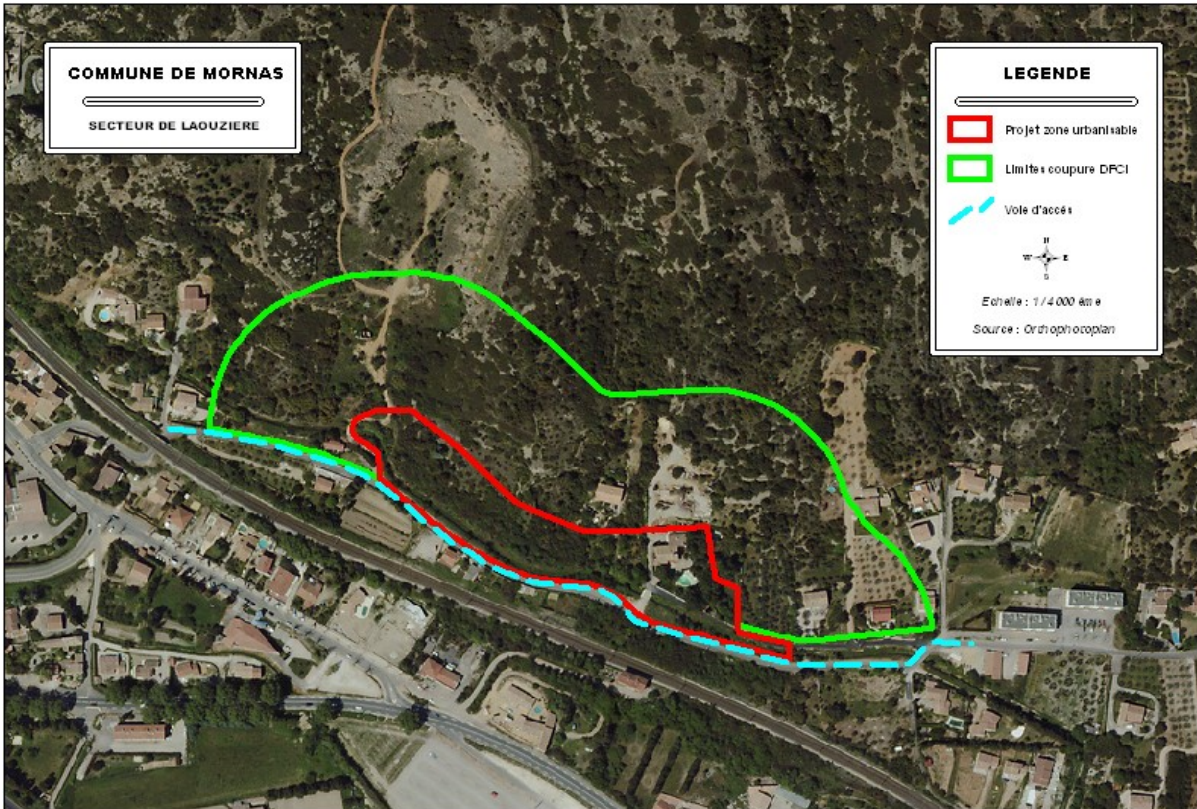 COMMUNE DE MORNAS
SECTEUR DE LAOUZIERE
LEGENDE
Projet zone urbanisable
Limites coupure DFCI
Voie d'accés
N
W E
S
Echelle : 1 / 4 000 ème
Source : Orthophotoplan